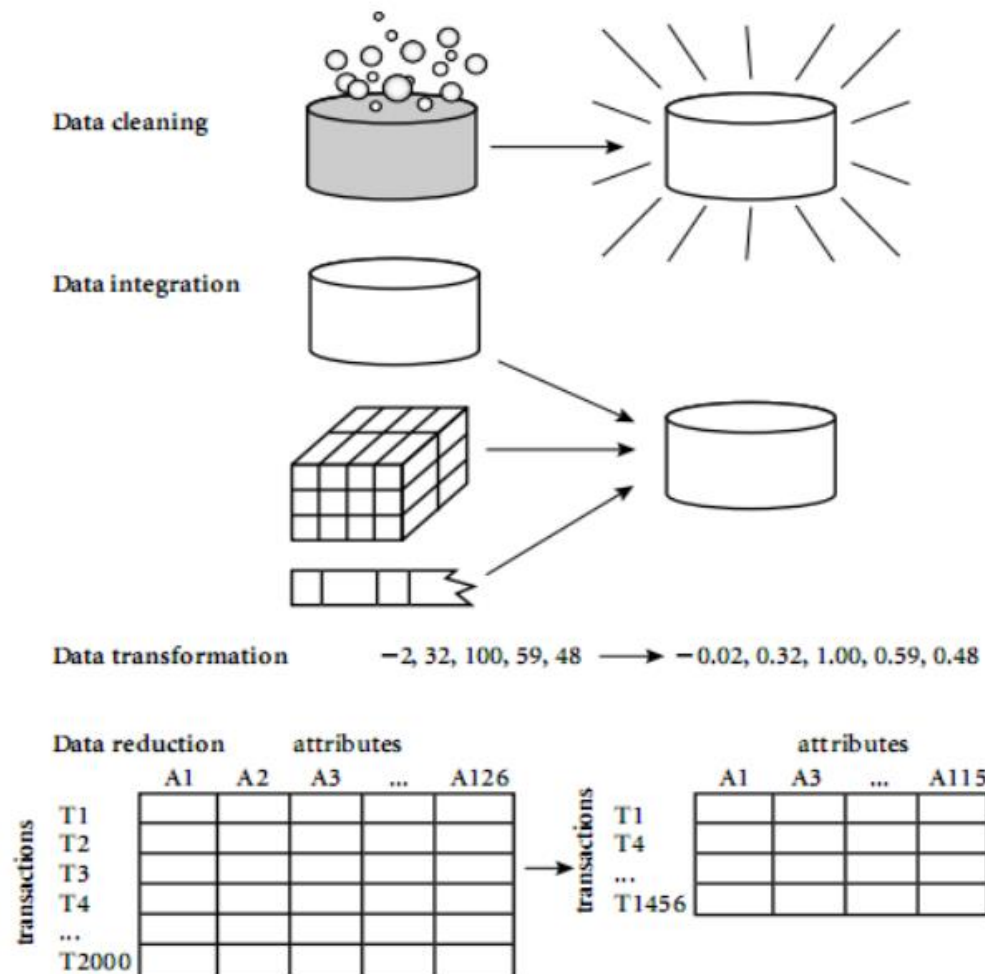 Data cleaning
Data integration
Data transformation −2, 32, 100, 59, 48 −0.02, 0.32, 1.00, 0.59, 0.48
Data reduction attributes
A1 A2 A3 ... A126
transactions
T1
T2
T3
T4
...
T2000
attributes
A1 A3 ... A115
transactions
T1
T4
...
T1456